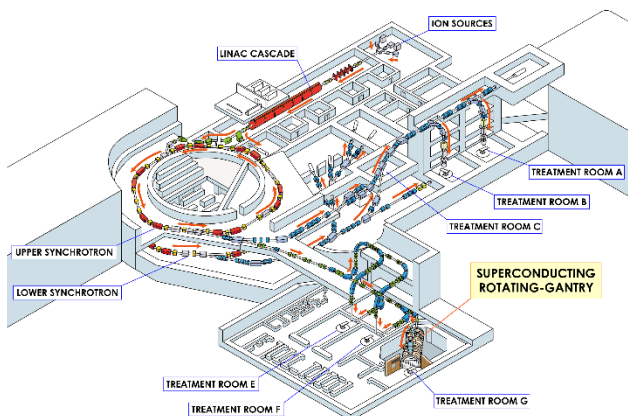 ION SOURCES
LINAC CASCADE
TREATMENT ROOM A
TREATMENT ROOM B
TREATMENT ROOM C
UPPER SYNCHROTRON
LOWER SYNCHROTRON
SUPERCONDUCTING
ROTATING-GANTRY
TREATMENT ROOM E
TREATMENT ROOM F
TREATMENT ROOM G